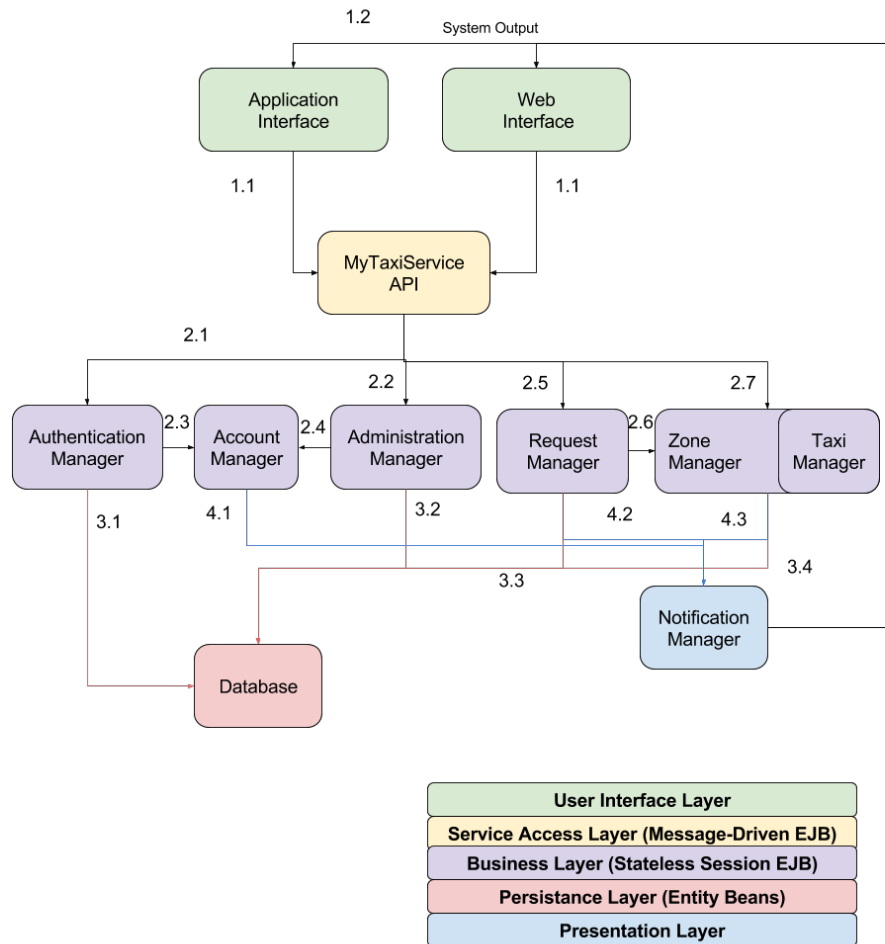 1.2
System Output
Application
Interface
Web
Interface
1.1
1.1
MyTaxiService
API
2.1
2.2
2.5
2.7
Authentication
Manager
2.3
Account
Manager
2.4
Administration
Manager
Request
Manager
2.6
Zone
Manager
Taxi
Manager
3.1
4.1
3.2
4.2
4.3
3.3
3.4
Notification
Manager
Database
User Interface Layer
Service Access Layer (Message-Driven EJB)
Business Layer (Stateless Session EJB)
Persistance Layer (Entity Beans)
Presentation Layer